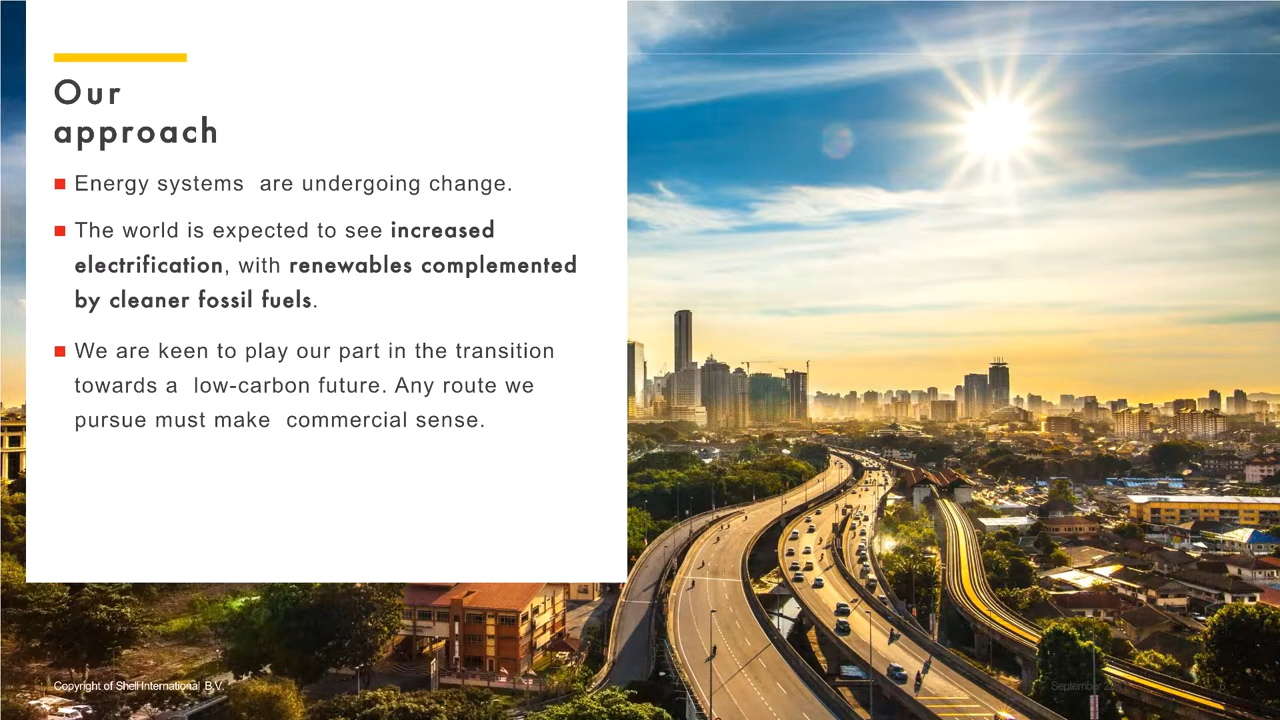 Our
approach
Energy systems are undergoing change.
The world is expected to see increased
electrification, with renewables complemented
by cleaner fossil fuels.
We are keen to play our part in the transition
towards a low-carbon future. Any route we
pursue must make commercial sense.
Copyright of Shell International B.V.
September